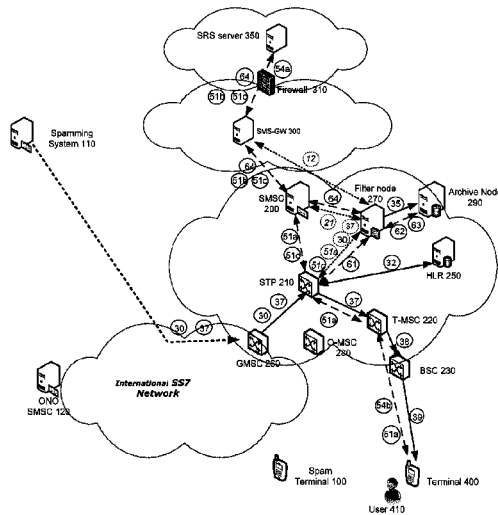 SRS server 350
54a
64
Firewall 310
51b
51c
Spamming
System 110
SMS-GW 300
12
64
51b
51c
Filter node
270
Archive Node
290
SMSC
200
64
35
21
37
62
63
30
51a
51a
61
32
51c
51c
HLR 250
STP 210
37
30
37
51a
T-MSC 220
30
37
O-MSC
280
38
GMSC 260
BSC 230
International SS7
Network
ONO
SMSC 120
54b
39
51a
Spam
Terminal 100
Terminal 400
User 410